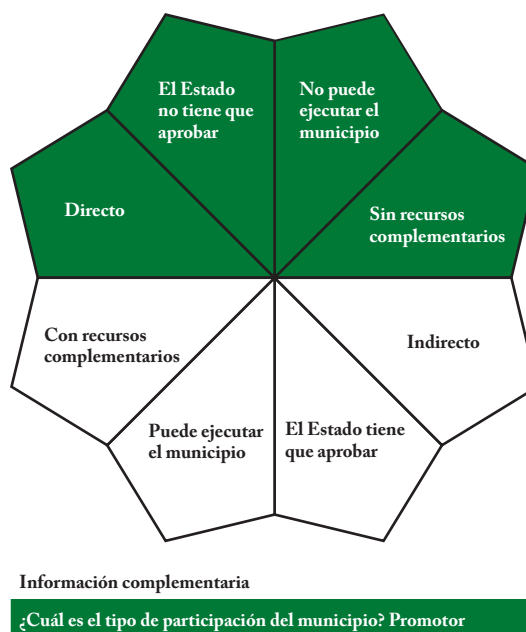 El Estado
no tiene que
aprobar
No puede
ejecutar el
municipio
Directo
Sin recursos
complementarios
Con recursos
complementarios
Indirecto
Puede ejecutar
el municipio
El Estado tiene
que aprobar
Información complementaria
¿Cuál es el tipo de participación del municipio? Promotor